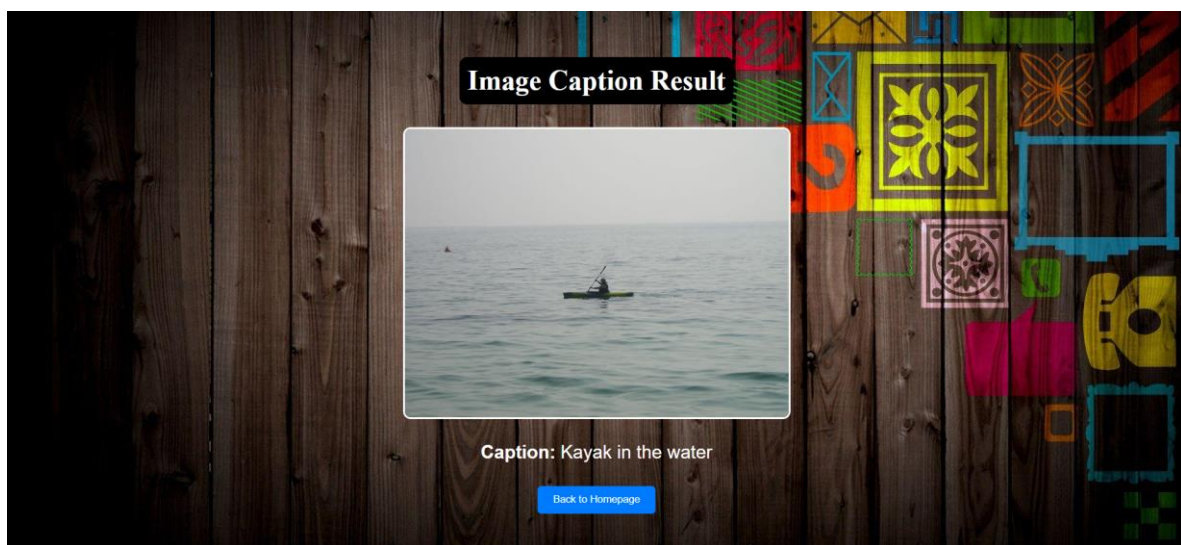 Image Caption Result
Caption: Kayak in the water
Back to Homepage